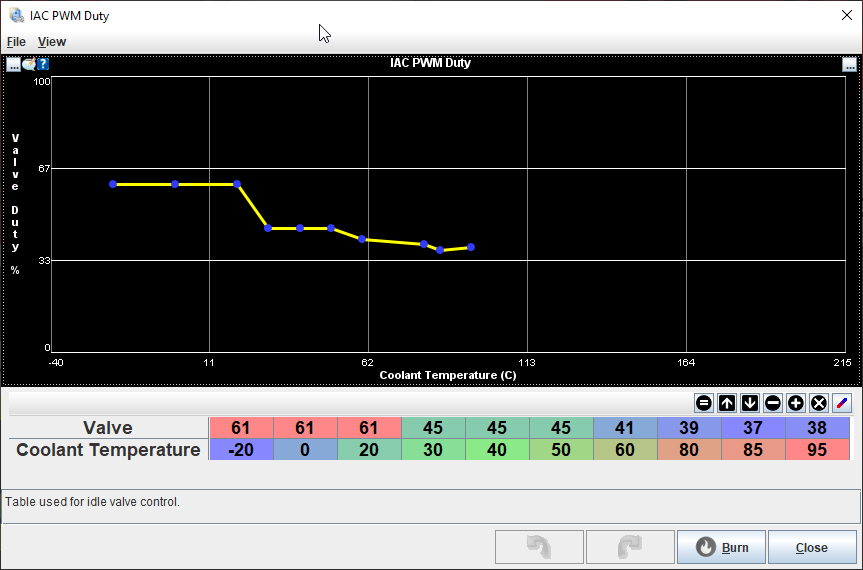 IAC PWM Duty
File View
... ? IAC PWM Duty ...
100
67
33
0
Valve Duty %
-40 11 62 113 164 215
Coolant Temperature (C)
Valve 61 61 61 45 45 45 41 39 37 38
Coolant Temperature -20 0 20 30 40 50 60 80 85 95
Table used for idle valve control.
Burn Close